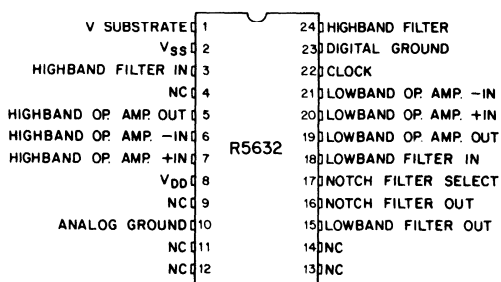 V SUBSTRATE 1 24 HIGHBAND FILTER
VSS 2 23 DIGITAL GROUND
HIGHBAND FILTER IN 3 22 CLOCK
NC 4 21 LOWBAND OP. AMP. -IN
HIGHBAND OP. AMP. OUT 5 20 LOWBAND OP. AMP. +IN
HIGHBAND OP. AMP. -IN 6 19 LOWBAND OP. AMP. OUT
R5632
HIGHBAND OP. AMP. +IN 7 18 LOWBAND FILTER IN
VDD 8 17 NOTCH FILTER SELECT
NC 9 16 NOTCH FILTER OUT
ANALOG GROUND 10 15 LOWBAND FILTER OUT
NC 11 14 NC
NC 12 13 NC